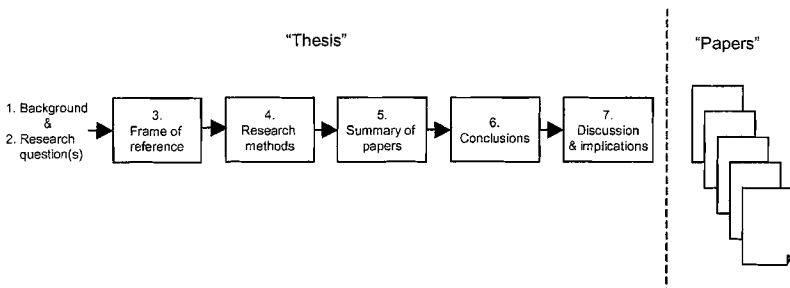 "Thesis"
"Papers"
1. Background
&
2. Research
question(s)
3.
Frame of
reference
4.
Research
methods
5.
Summary of
papers
6.
Conclusions
7.
Discussion
& implications